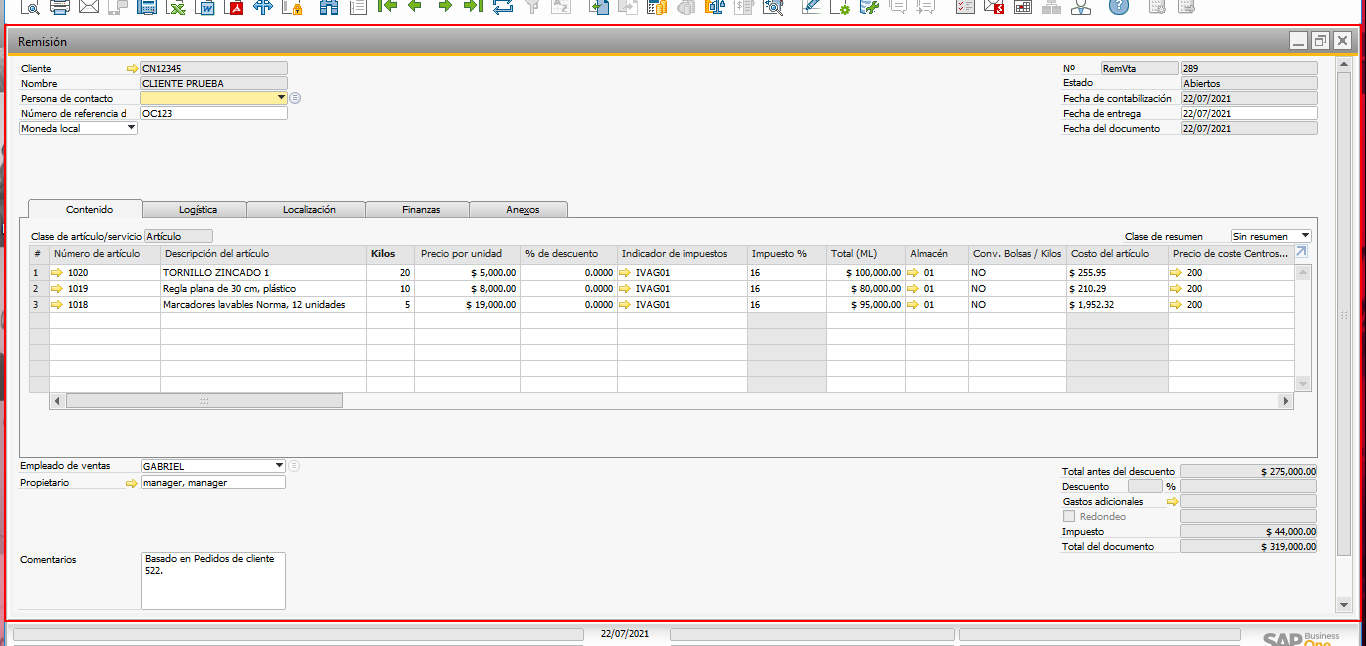 Remisión
Cliente CN12345
Nombre CLIENTE PRUEBA
Persona de contacto
Número de referencia d OC123
Moneda local
Nº RemVta 289
Estado Abiertos
Fecha de contabilización 22/07/2021
Fecha de entrega 22/07/2021
Fecha del documento 22/07/2021
Contenido Logística Localización Finanzas Anexos
Clase de artículo/servicio Artículo Clase de resumen Sin resumen
# Número de artículo Descripción del artículo Kilos Precio por unidad % de descuento Indicador de impuestos Impuesto % Total (ML) Almacén Conv. Bolsas / Kilos Costo del artículo Precio de coste Centros...
1 1020 TORNILLO ZINCADO 1 20 $ 5,000.00 0.0000 IVAG01 16 $ 100,000.00 01 NO $ 255.95 200
2 1019 Regla plana de 30 cm, plástico 10 $ 8,000.00 0.0000 IVAG01 16 $ 80,000.00 01 NO $ 210.29 200
3 1018 Marcadores lavables Norma, 12 unidades 5 $ 19,000.00 0.0000 IVAG01 16 $ 95,000.00 01 NO $ 1,952.32 200
Empleado de ventas GABRIEL
Propietario manager, manager
Total antes del descuento $ 275,000.00
Descuento %
Gastos adicionales
Redondeo
Impuesto $ 44,000.00
Total del documento $ 319,000.00
Comentarios Basado en Pedidos de cliente
522.
22/07/2021
SAP Business
One